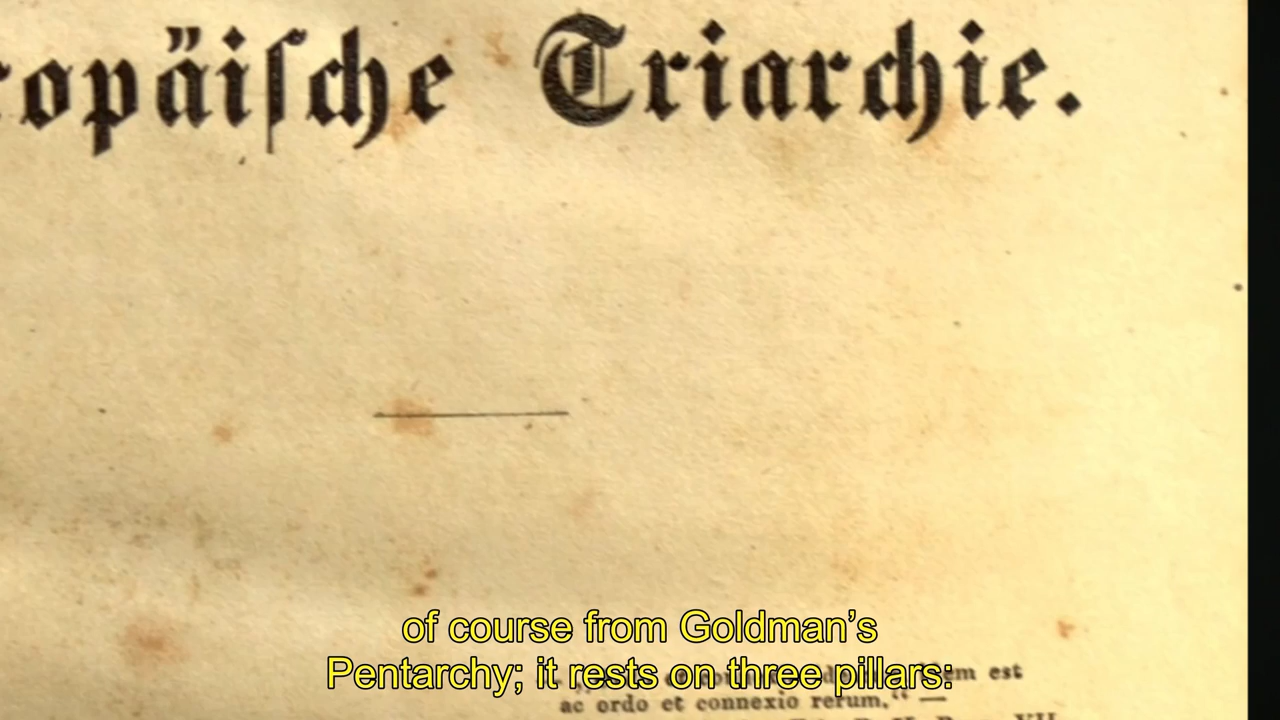 ropäiſche Triarchie.
of course from Goldman’s
Pentarchy; it rests on three pillars:
est
ac ordo et connexio rerum.“ —